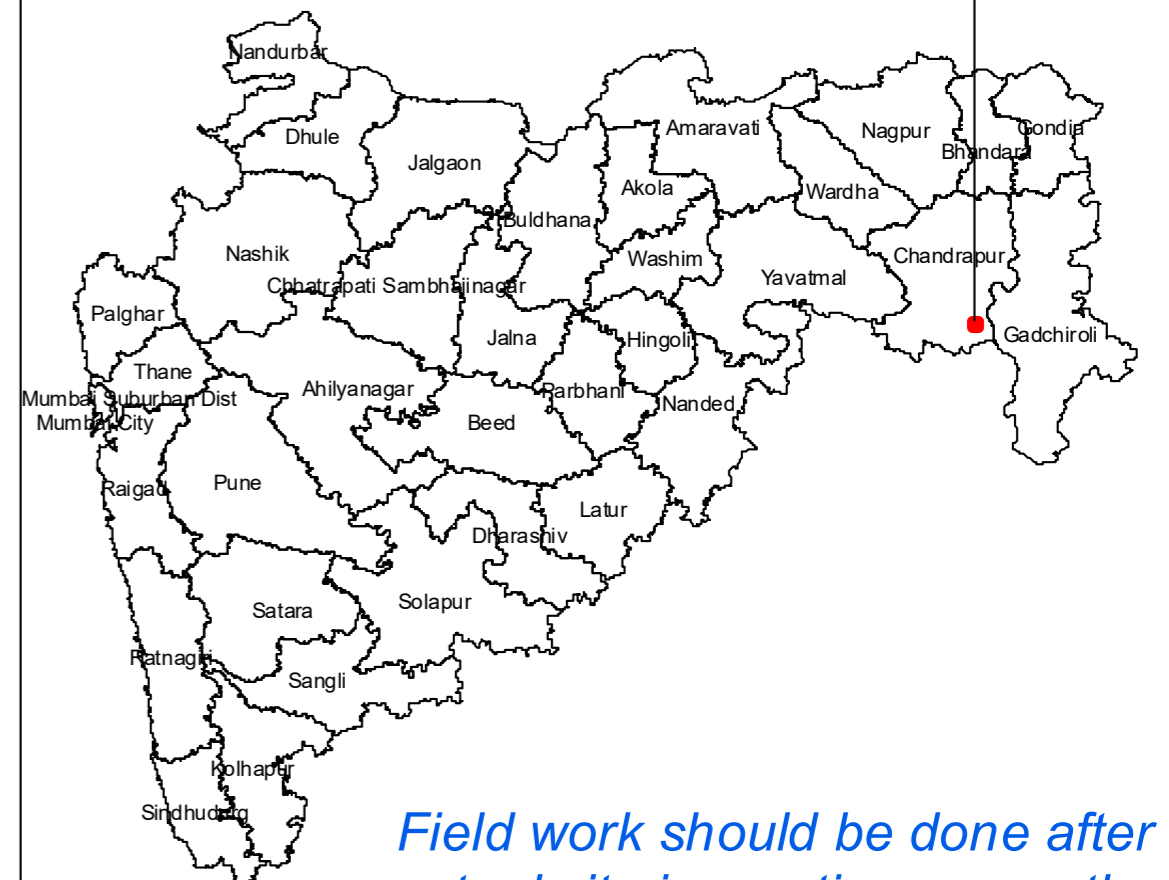 Nandurbar
Dhule
Jalgaon
Amaravati
Nagpur
Gondia
Bhandara
Akola
Wardha
Buldhana
Nashik
Washim
Chandrapur
Yavatmal
Chhatrapati Sambhajinagar
Palghar
Jalna
Hingoli
Gadchiroli
Thane
Ahilyanagar
Parbhani
Nanded
Mumbai Suburban Dist
Mumbai City
Beed
Raigad
Pune
Latur
Dharashiv
Satara
Solapur
Ratnagiri
Sangli
Kolhapur
Sindhudurg
Field work should be done after